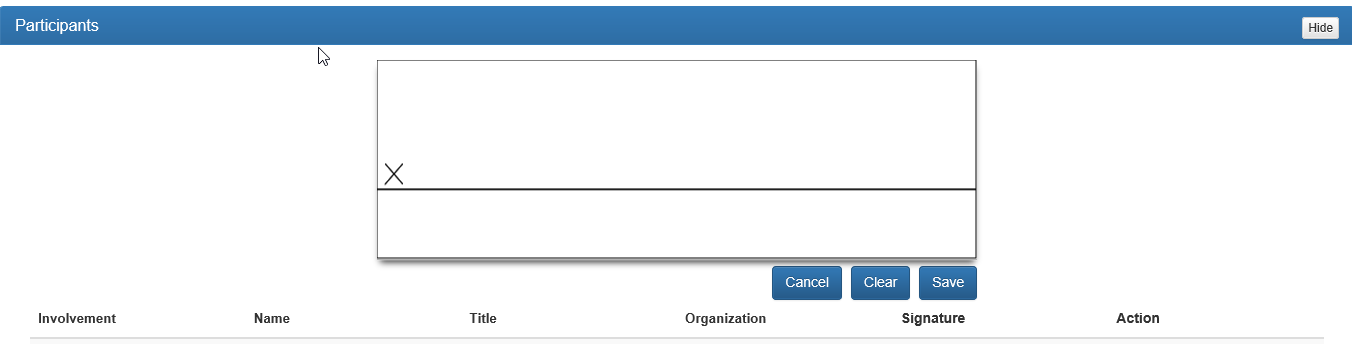 Participants
Hide
X
Cancel Clear Save
Involvement Name Title Organization Signature Action